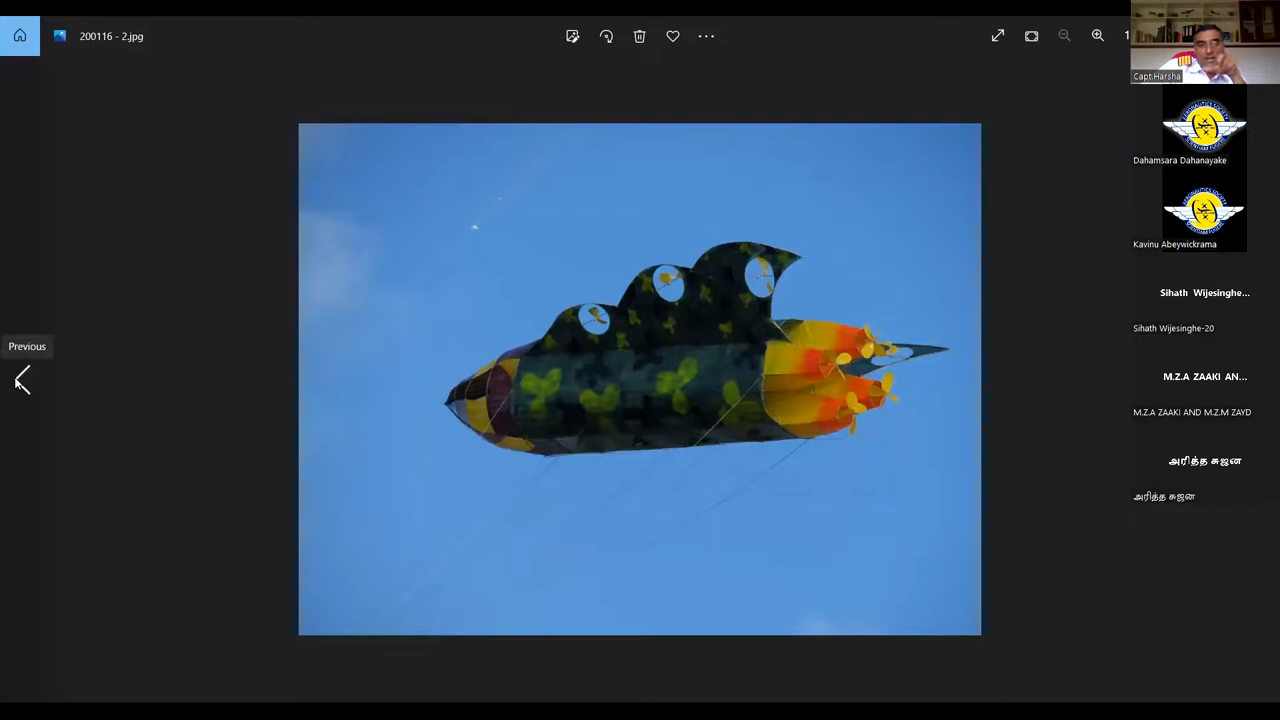 200116 - 2.jpg
1
Capt.Harsha
Dahamsara Dahanayake
Kavinu Abeywickrama
Sihath Wijesinghe...
Sihath Wijesinghe-20
Previous
M.Z.A ZAAKI AN...
M.Z.A ZAAKI AND M.Z.M ZAYD
அரித்த சுஜன
அரித்த சுஜன